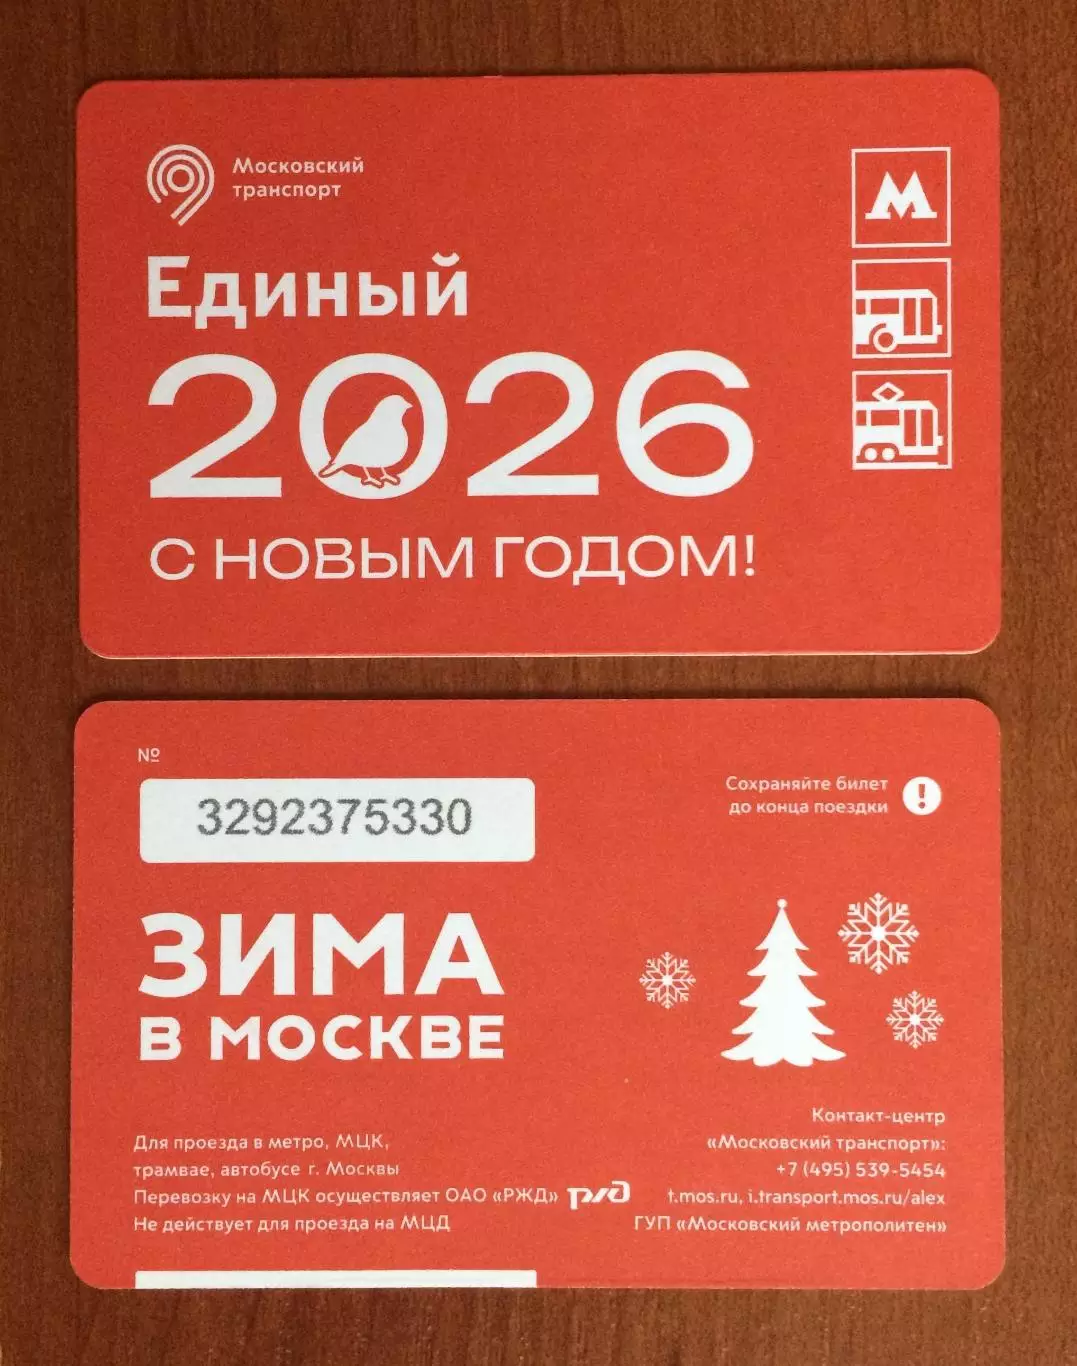 Московский
транспорт
Единый
2026
С НОВЫМ ГОДОМ!
№
3292375330
Сохраняйте билет
до конца поездки
ЗИМА
В МОСКВЕ
Для проезда в метро, МЦК,
трамвае, автобусе г. Москвы
Перевозку на МЦК осуществляет ОАО «РЖД» ржд
Не действует для проезда на МЦД
Контакт-центр
«Московский транспорт»:
+7 (495) 539-5454
t.mos.ru, i.transport.mos.ru/alex
ГУП «Московский метрополитен»